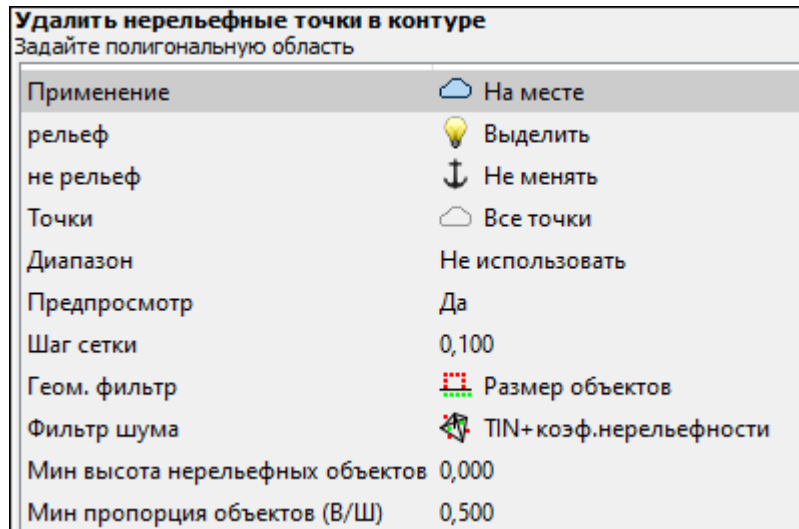 Удалить нерельефные точки в контуре
Задайте полигональную область
Применение На месте
рельеф Выделить
не рельеф Не менять
Точки Все точки
Диапазон Не использовать
Предпросмотр Да
Шаг сетки 0,100
Геом. фильтр Размер объектов
Фильтр шума TIN+коэф.нерельефности
Мин высота нерельефных объектов 0,000
Мин пропорция объектов (В/Ш) 0,500